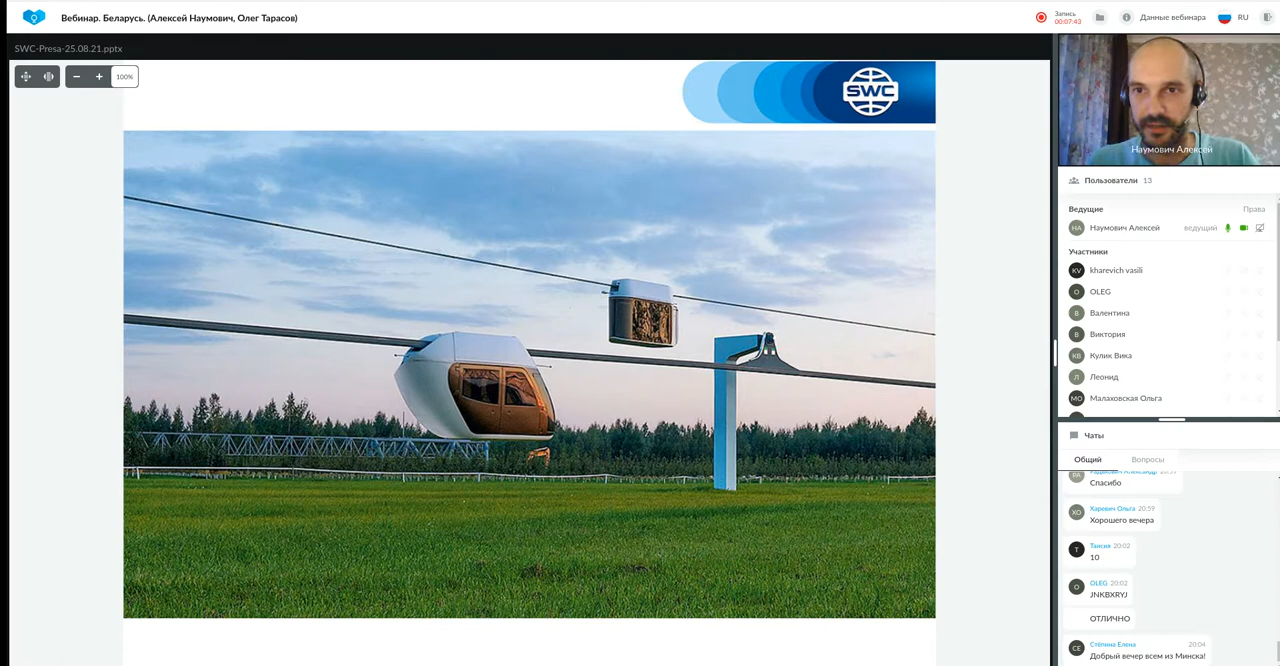 Вебинар. Беларусь. (Алексей Наумович, Олег Тарасов)
Запись
00:07:43
Данные вебинара
RU
SWC-Presa-25.08.21.pptx
100%
SWC
Наумович Алексей
Пользователи 13
Ведущие Права
НА Наумович Алексей ведущий
Участники
KV kharevich vasili
O OLEG
В Валентина
В Виктория
КВ Кулик Вика
Л Леонид
МО Малаховская Ольга
Чаты
Общий Вопросы
РА
Спасибо
ХО Харевич Ольга 20:59
Хорошего вечера
Т Таисия 20:02
10
O OLEG 20:02
JNKBXRYJ
ОТЛИЧНО
СЕ Стёпина Елена 20:04
Добрый вечер всем из Минска!